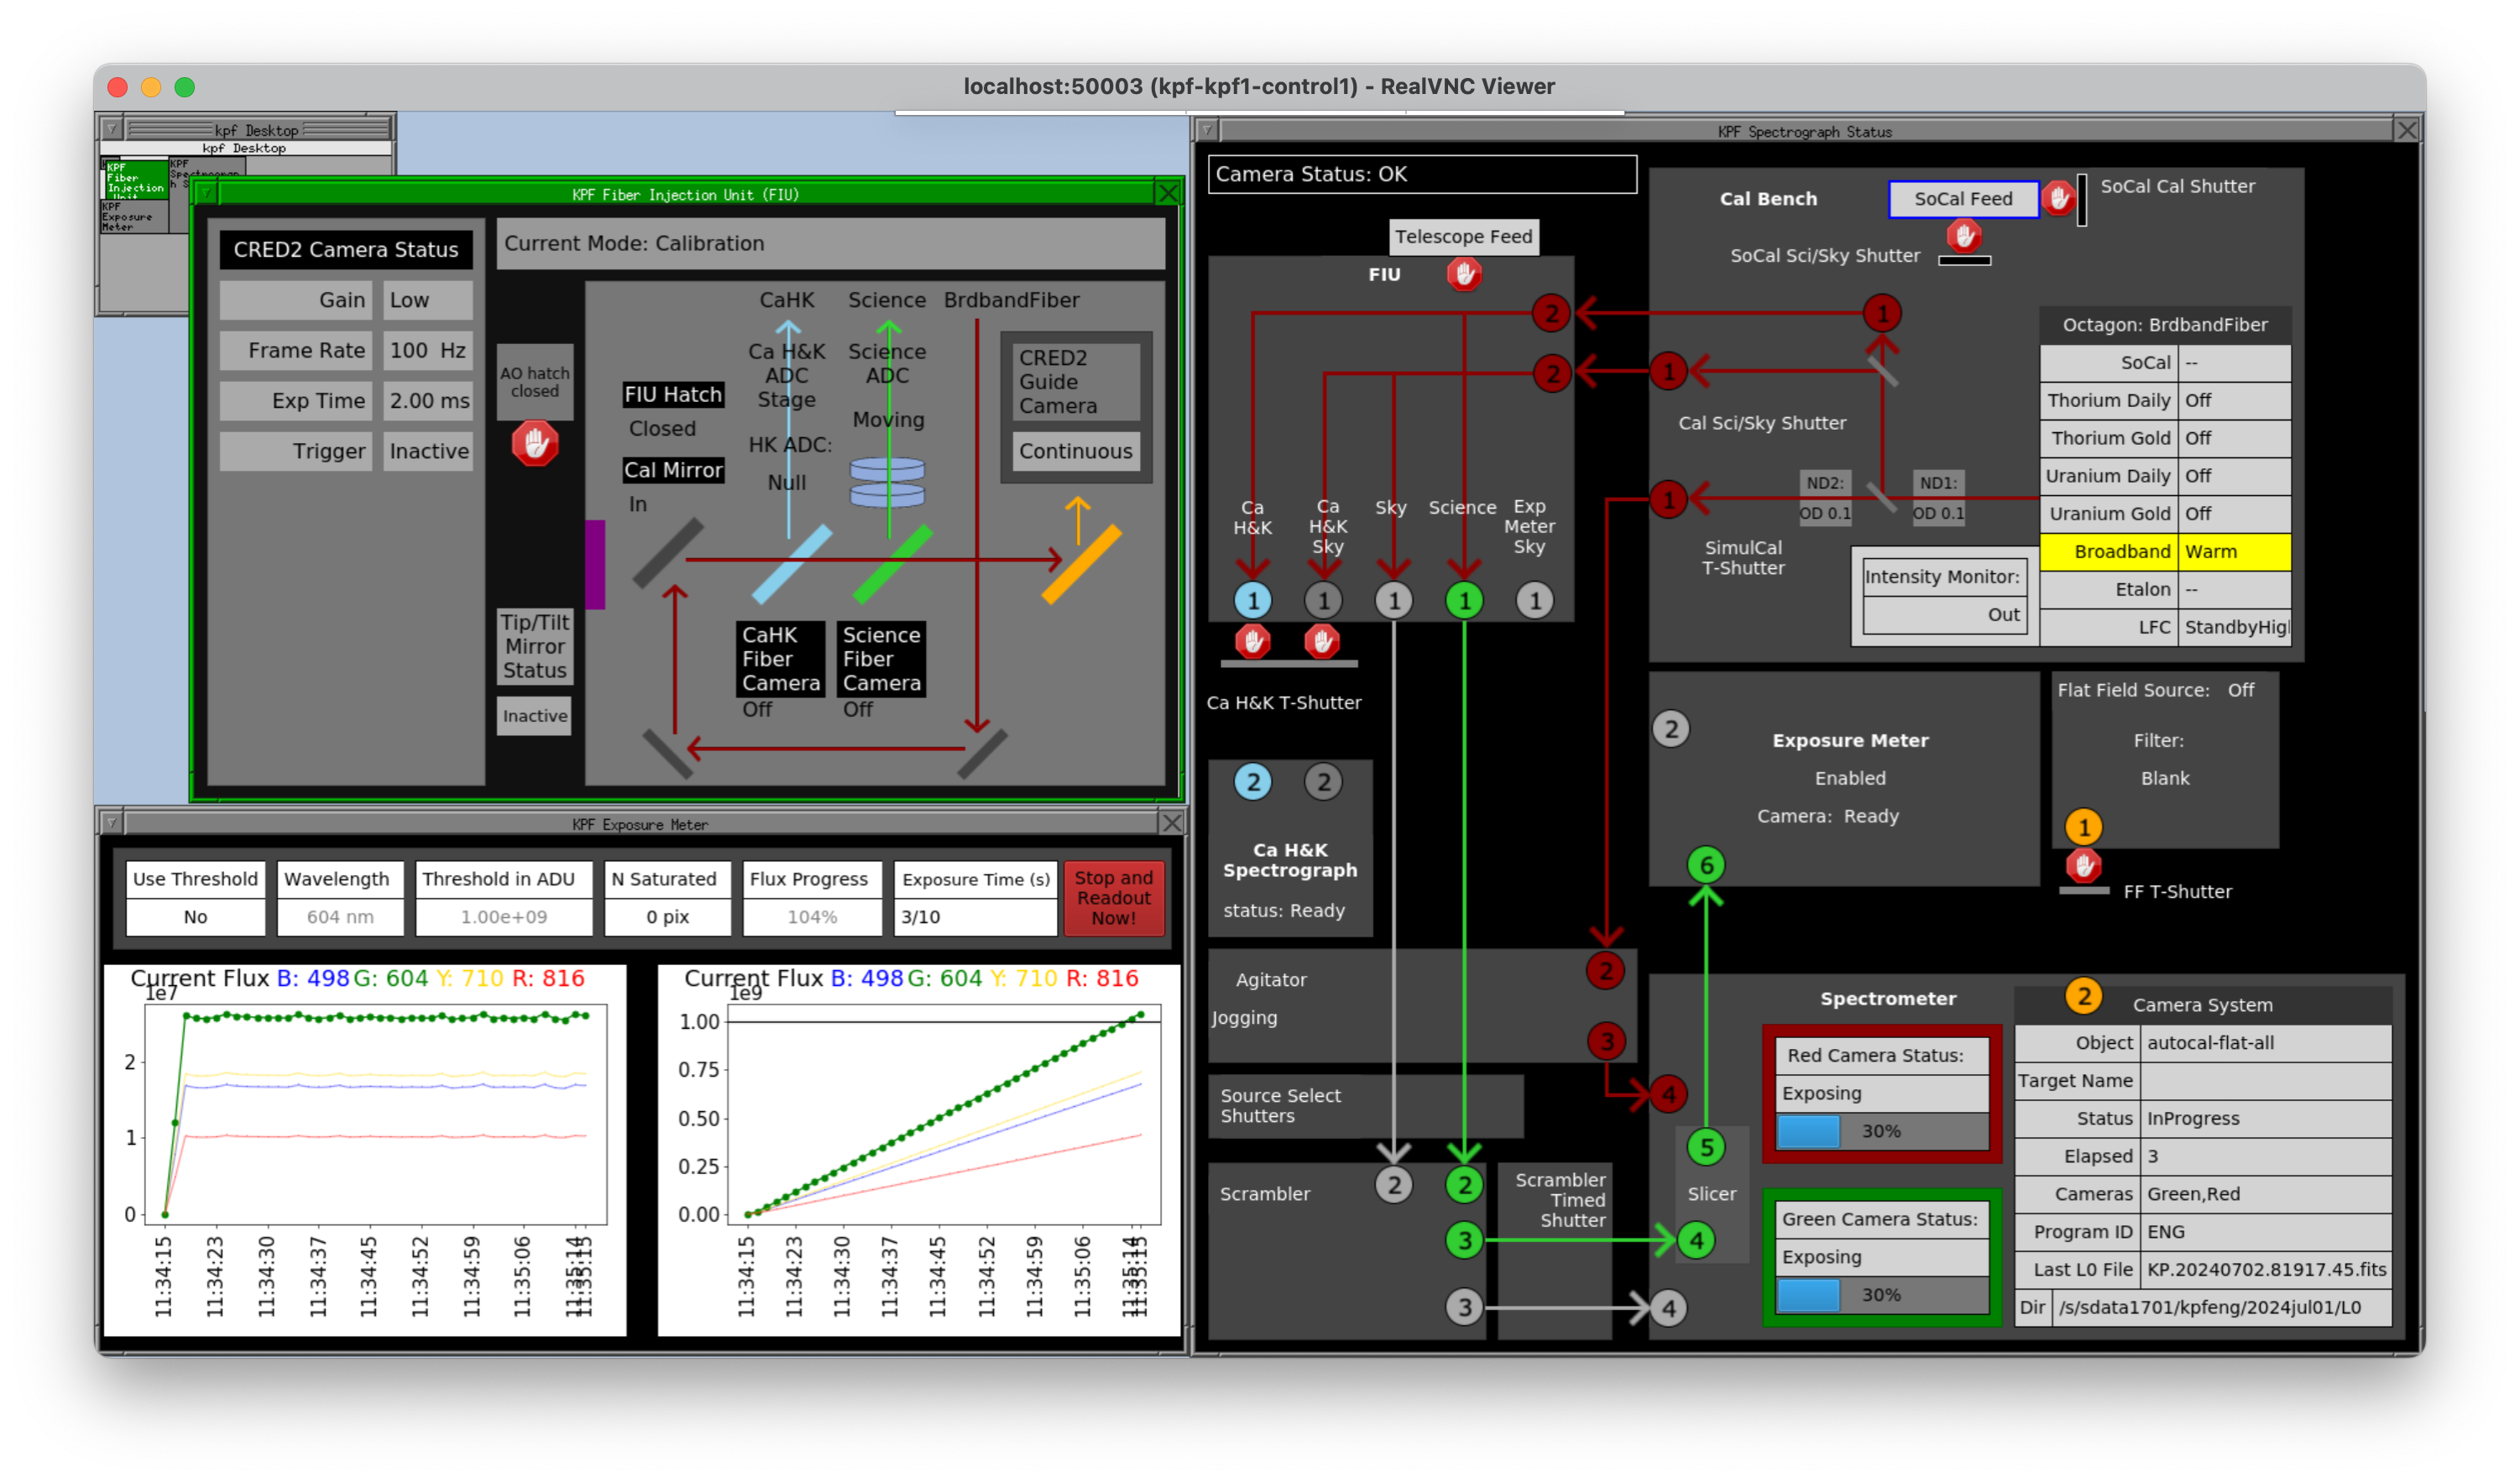 localhost:50003 (kpf-kpf1-control1) - RealVNC Viewer
kpf Desktop
kpf Desktop
KPF
Fiber
Injection
Unit
KPF
KPF
Exposure
Meter
KPF Fiber Injection Unit (FIU)
CRED2 Camera Status
Gain Low
Frame Rate 100 Hz
Exp Time 2.00 ms
Trigger Inactive
Current Mode: Calibration
AO hatch
closed
Tip/Tilt
Mirror
Status
Inactive
CaHK Science BrdbandFiber
Ca H&K
ADC
Stage
HK ADC:
Null
Science
ADC
Moving
FIU Hatch
Closed
Cal Mirror
In
CRED2
Guide
Camera
Continuous
CaHK
Fiber
Camera
Off
Science
Fiber
Camera
Off
KPF Exposure Meter
Use Threshold
No
Wavelength
604 nm
Threshold in ADU
1.00e+09
N Saturated
0 pix
Flux Progress
104%
Exposure Time (s)
3/10
Stop and
Readout
Now!
Current Flux B: 498 G: 604 Y: 710 R: 816
1e7
2
1
0
11:34:15
11:34:23
11:34:30
11:34:37
11:34:45
11:34:52
11:34:59
11:35:06
11:35:14
11:35:15
Current Flux B: 498 G: 604 Y: 710 R: 816
1e9
1.00
0.75
0.50
0.25
0.00
11:34:15
11:34:23
11:34:30
11:34:37
11:34:45
11:34:52
11:34:59
11:35:06
11:35:14
11:35:15
KPF Spectrograph Status
Camera Status: OK
Telescope Feed
FIU
2
2
Ca
H&K
Ca
H&K
Sky
Sky
Science
Exp
Meter
Sky
1
1
1
1
1
Ca H&K T-Shutter
2
2
Ca H&K
Spectrograph
status: Ready
Agitator
Jogging
2
3
Source Select
Shutters
Scrambler
2
2
3
3
Scrambler
Timed
Shutter
Cal Bench
SoCal Feed
SoCal Cal Shutter
SoCal Sci/Sky Shutter
1
1
Cal Sci/Sky Shutter
1
ND2:
OD 0.1
ND1:
OD 0.1
SimulCal
T-Shutter
Intensity Monitor:
Out
Octagon: BrdbandFiber
SoCal --
Thorium Daily Off
Thorium Gold Off
Uranium Daily Off
Uranium Gold Off
Broadband Warm
Etalon --
LFC StandbyHigl
2
Exposure Meter
Enabled
Camera: Ready
6
Flat Field Source: Off
Filter:
Blank
1
FF T-Shutter
Spectrometer
4
5
Slicer
4
4
Red Camera Status:
Exposing
30%
Green Camera Status:
Exposing
30%
2
Camera System
Object autocal-flat-all
Target Name
Status InProgress
Elapsed 3
Cameras Green,Red
Program ID ENG
Last L0 File KP.20240702.81917.45.fits
Dir /s/sdata1701/kpfeng/2024jul01/L0